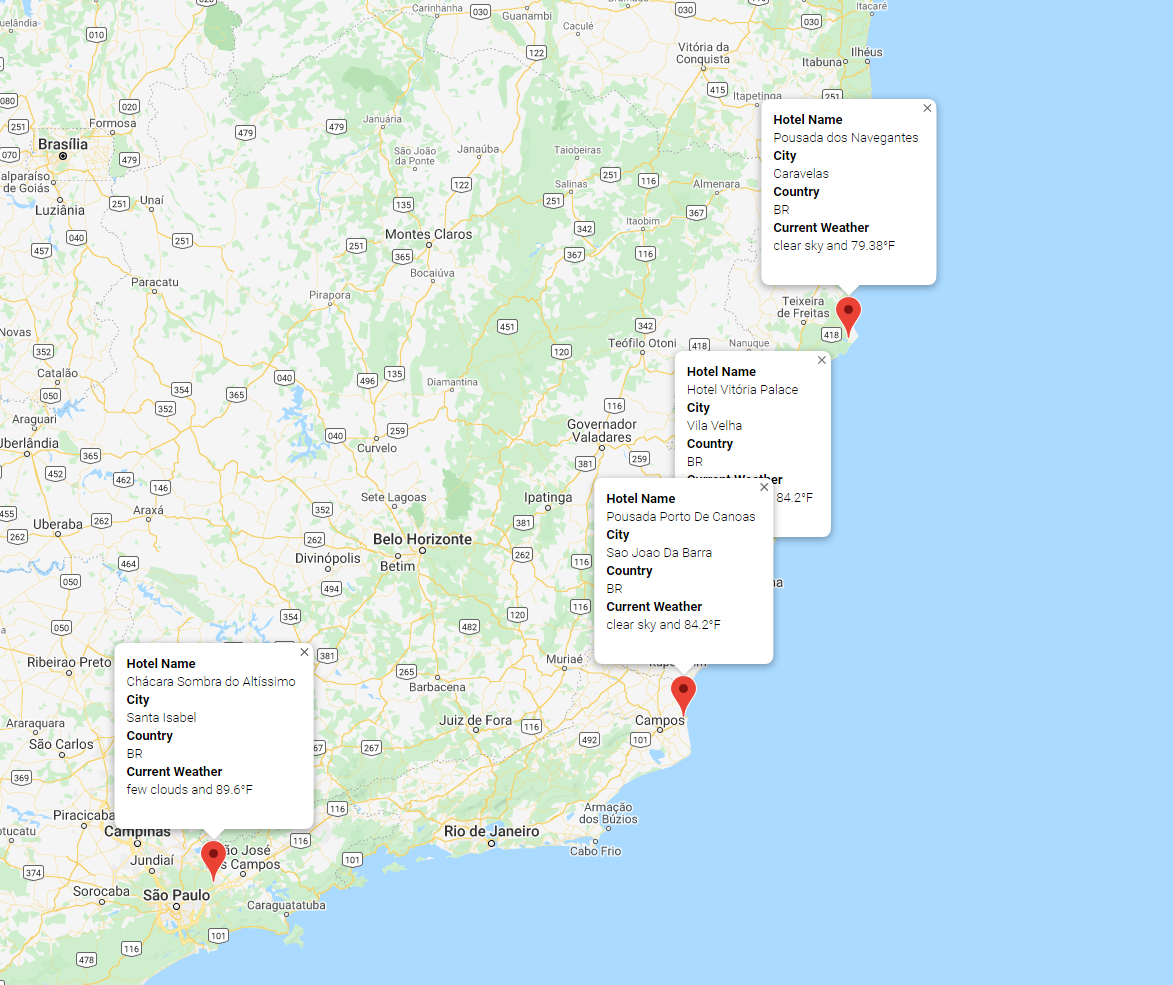 Carinhanha
030
Guanambi
030
Itacaré
010
Caculé
030
122
Vitória da
Conquista
Ilhéus
Itabuna
415
Itapetinga
251
080
020
251
Formosa
479
479
Januária
Brasília
070
479
São João
da Ponte
Janaúba
Taiobeiras
alparaíso
de Goiás
122
Salinas
251
116
Almenara
Luziânia
251
Unaí
135
251
367
Itaobim
040
251
Montes Claros
342
457
251
365
367
116
Bocaiúva
Paracatu
Pirapora
Teixeira
de Freitas
Novas
451
342
418
Teófilo Otoni
418
Nanuque
352
120
Catalão
040
496
135
Diamantina
050
354
365
352
116
Araguari
Governador
Valadares
Uberlândia
040
259
Curvelo
365
381
259
452
462
146
Sete Lagoas
Ipatinga
455
Araxá
352
Uberaba
262
381
262
262
Belo Horizonte
Divinópolis
262
464
Betim
116
050
494
354
120
116
050
482
Ribeirao Preto
381
265
Muriaé
Barbacena
Araraquara
Juiz de Fora
116
Campos
São Carlos
67
267
492
101
369
116
Armação
dos Búzios
Piracicaba
Campinas
Rio de Janeiro
116
Cabo Frio
Jundiaí
São José
dos Campos
101
374
Sorocaba
São Paulo
Caraguatatuba
101
116
478
Hotel Name
Pousada dos Navegantes
City
Caravelas
Country
BR
Current Weather
clear sky and 79.38°F
Hotel Name
Hotel Vitória Palace
City
Vila Velha
Country
BR
Current Weather
84.2°F
Hotel Name
Pousada Porto De Canoas
City
Sao Joao Da Barra
Country
BR
Current Weather
clear sky and 84.2°F
Hotel Name
Chácara Sombra do Altíssimo
City
Santa Isabel
Country
BR
Current Weather
few clouds and 89.6°F